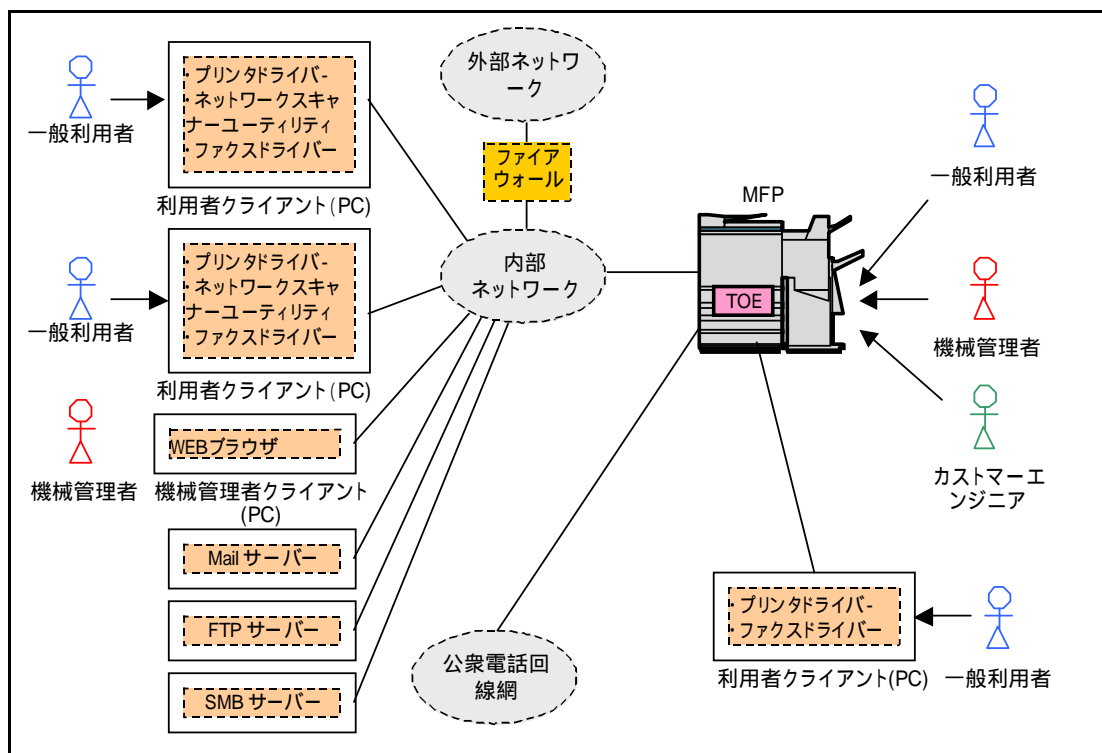 外部ネットワ
ーク
ファイア
ウォール
内部
ネットワーク
・プリンタドライバ-
・ネットワークスキャ
ナーユーティリティ
・ファクスドライバー
利用者クライアント(PC)
一般利用者
・プリンタドライバ-
・ネットワークスキャ
ナーユーティリティ
・ファクスドライバー
利用者クライアント(PC)
一般利用者
WEBブラウザ
機械管理者クライアント
(PC)
機械管理者
Mail サーバー
FTP サーバー
SMB サーバー
公衆電話回
線網
MFP
TOE
一般利用者
機械管理者
カストマーエ
ンジニア
・プリンタドライバ-
・ファクスドライバー
利用者クライアント(PC)
一般利用者